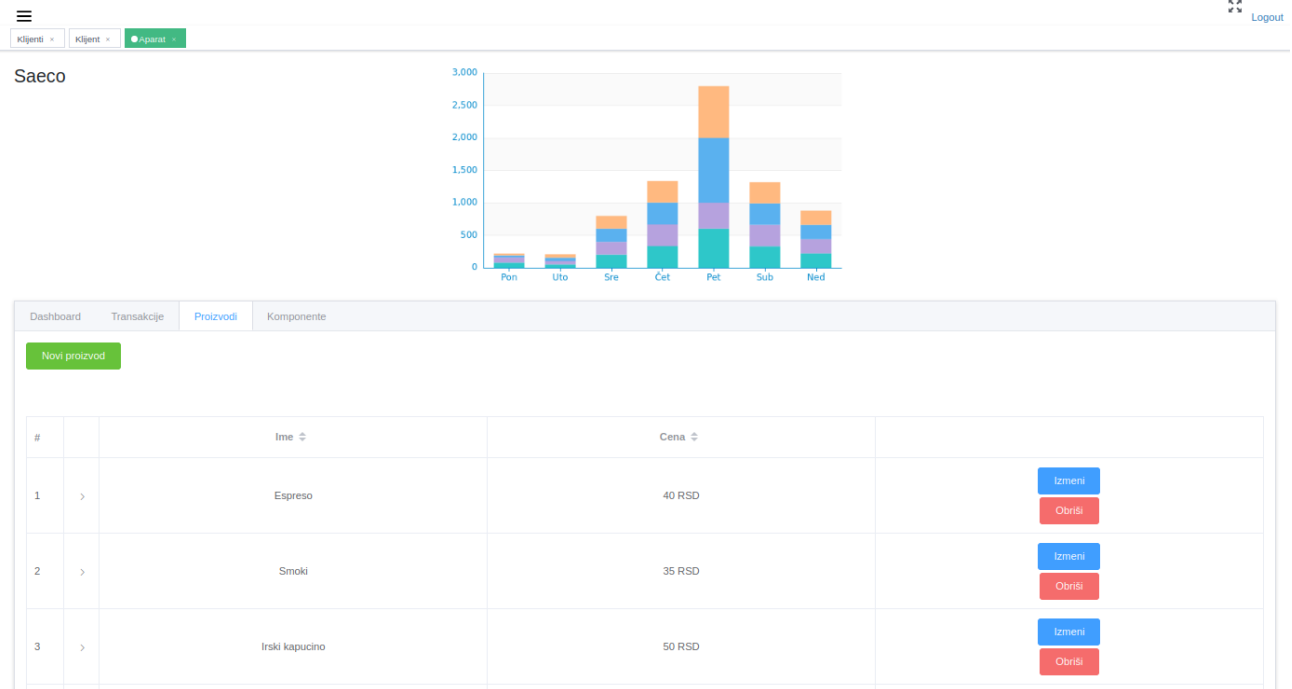 Logout
Klijenti ×
Klijent ×
Aparat ×
Saeco
3,000
2,500
2,000
1,500
1,000
500
0
Pon Uto Sre Čet Pet Sub Ned
Dashboard Transakcije Proizvodi Komponente
Novi proizvod
# Ime Cena
1 Espreso 40 RSD Izmeni
Obriši
2 Smoki 35 RSD Izmeni
Obriši
3 Irski kapucino 50 RSD Izmeni
Obriši